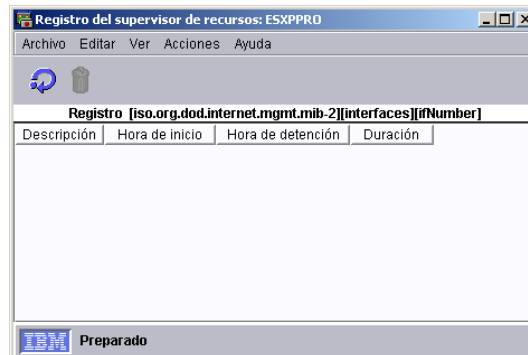 Registro del supervisor de recursos: ESXPPRO
Archivo Editar Ver Acciones Ayuda
Registro [iso.org.dod.internet.mgmt.mib-2][interfaces][ifNumber]
Descripción Hora de inicio Hora de detención Duración
IBM Preparado